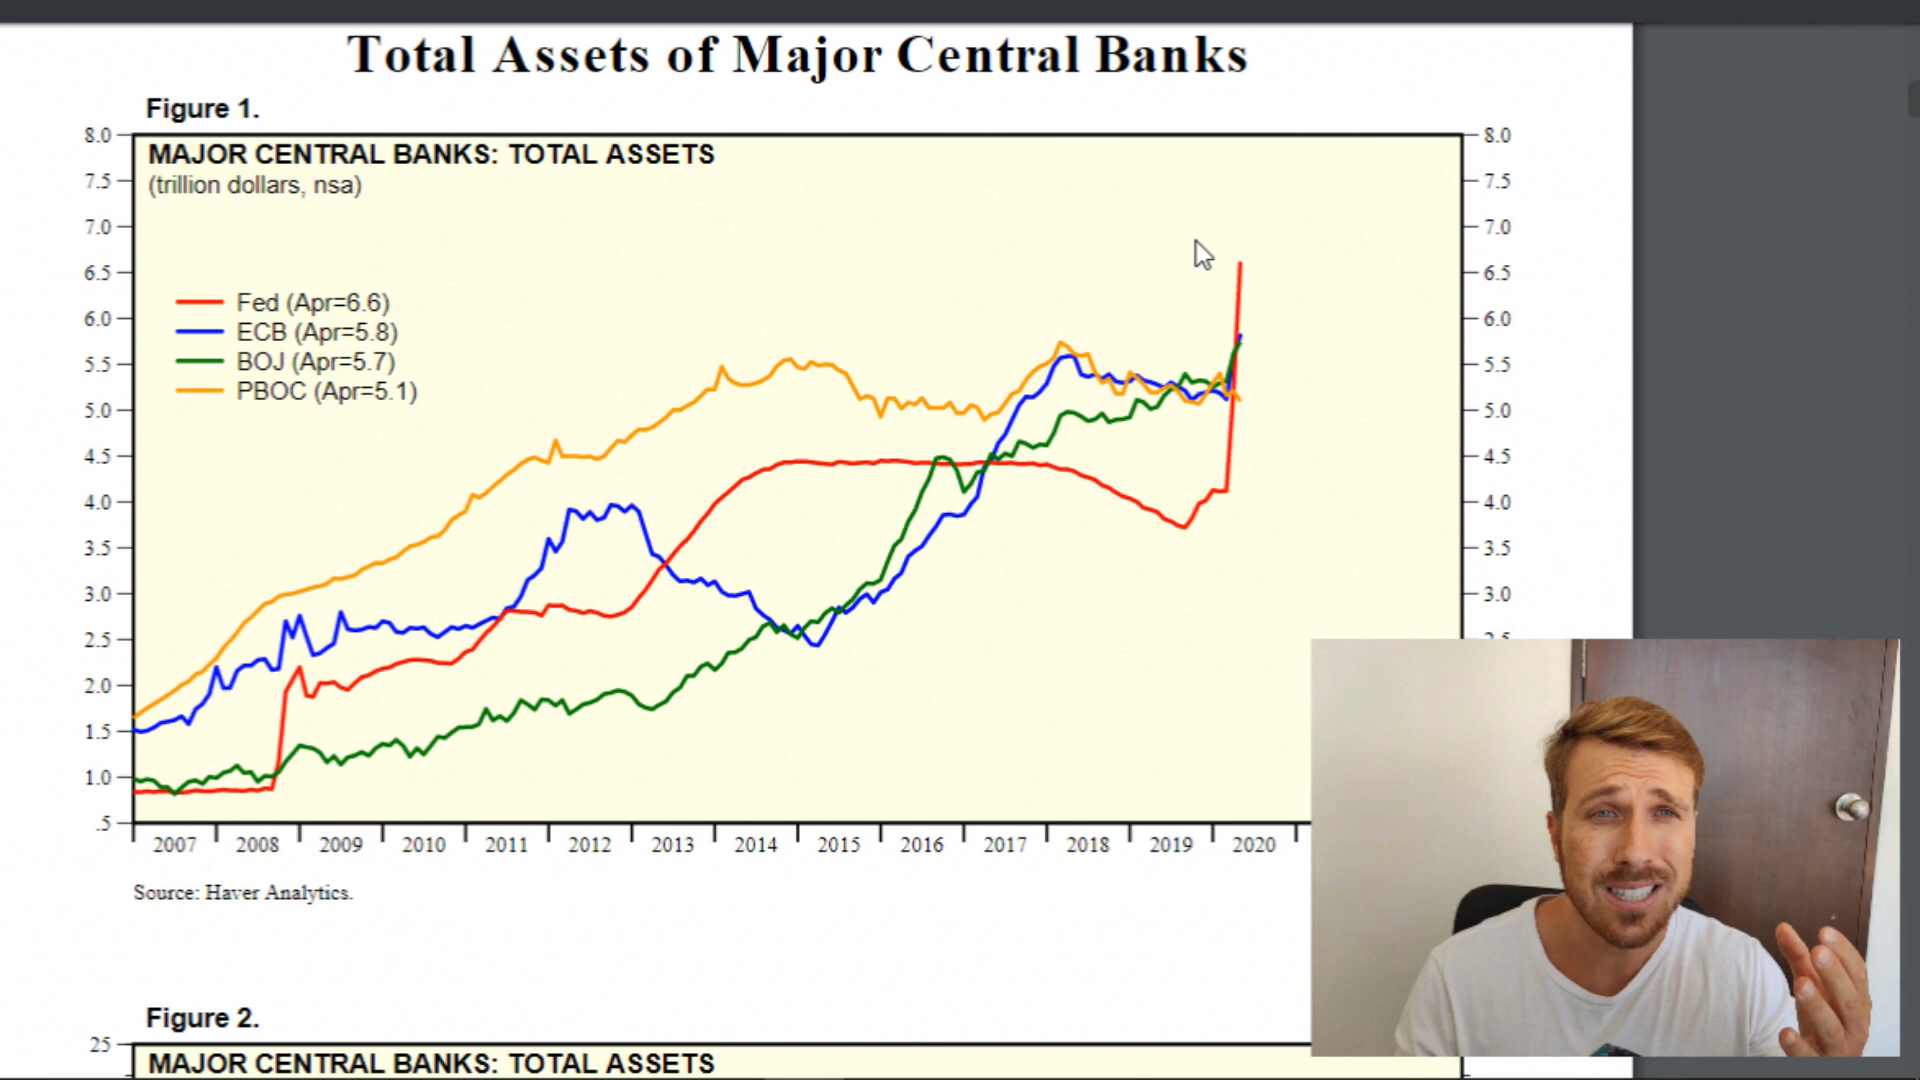 Total Assets of Major Central Banks
Figure 1.
MAJOR CENTRAL BANKS: TOTAL ASSETS
(trillion dollars, nsa)
8.0 8.0
7.5 7.5
7.0 7.0
6.5 6.5
Fed (Apr=6.6)
6.0 6.0
ECB (Apr=5.8)
5.5 5.5
BOJ (Apr=5.7)
PBOC (Apr=5.1)
5.0 5.0
4.5 4.5
4.0 4.0
3.5 3.5
3.0 3.0
2.5
2.0
1.5
1.0
.5
2007 2008 2009 2010 2011 2012 2013 2014 2015 2016 2017 2018 2019 2020
Source: Haver Analytics.
Figure 2.
25
MAJOR CENTRAL BANKS: TOTAL ASSETS